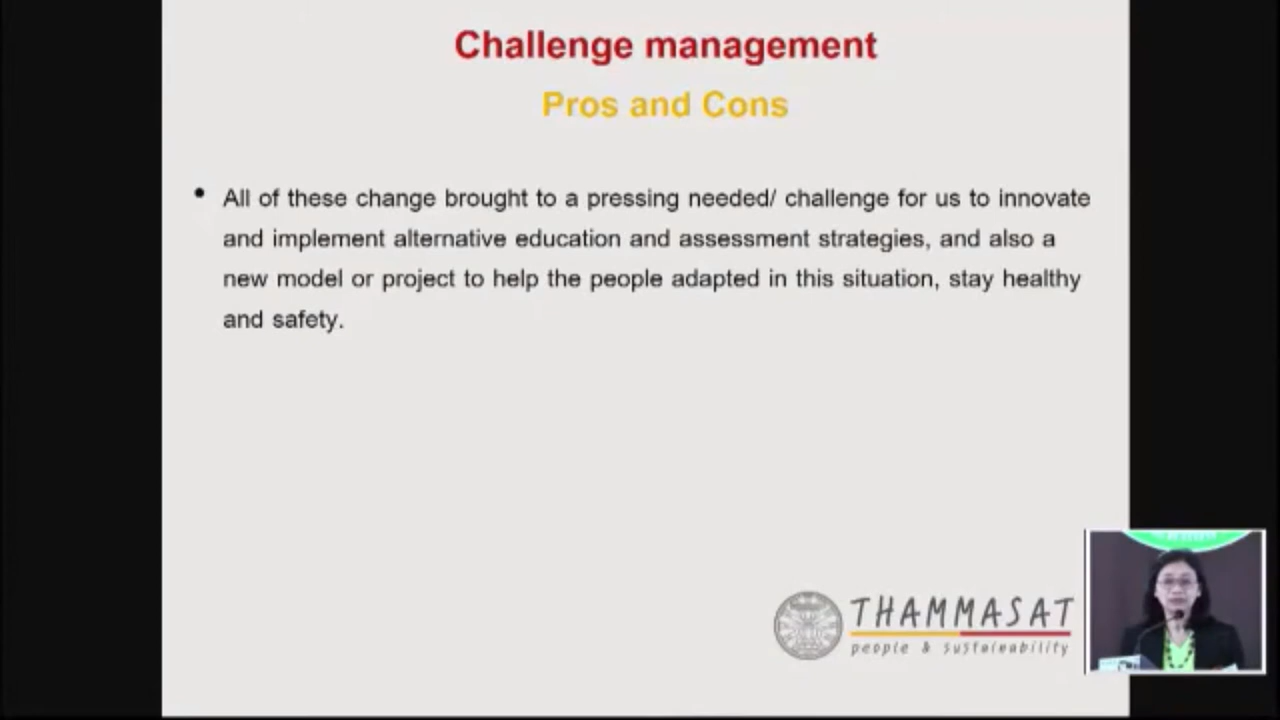 Challenge management
Pros and Cons
• All of these change brought to a pressing needed/ challenge for us to innovate
and implement alternative education and assessment strategies, and also a
new model or project to help the people adapted in this situation, stay healthy
and safety.
THAMMASAT
people & sustainability